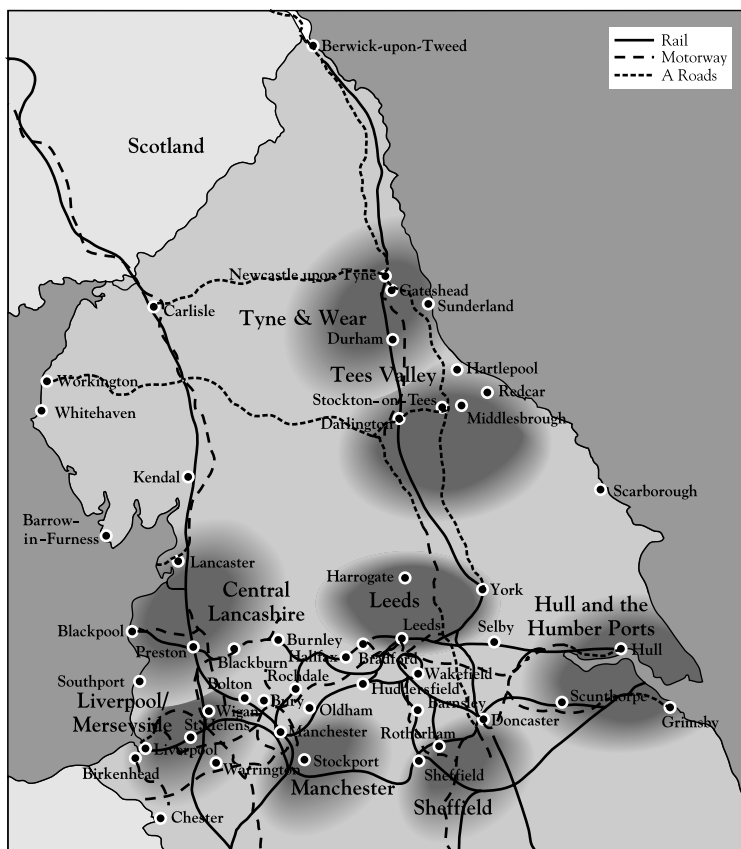 Berwick-upon-Tweed
Rail
Motorway
A Roads
Scotland
Newcastle upon Tyne
Gateshead
Sunderland
Carlisle
Tyne & Wear
Durham
Hartlepool
Tees Valley
Workington
Redcar
Stockton-on-Tees
Whitehaven
Middlesbrough
Darlington
Kendal
Scarborough
Barrow-
in-Furness
Lancaster
Harrogate
Central
Lancashire
Leeds
York
Hull and the
Humber Ports
Blackpool
Burnley
Leeds
Selby
Preston
Blackburn
Halifax
Bradford
Hull
Wakefield
Southport
Bolton
Rochdale
Huddersfield
Liverpool/
Merseyside
Wigan
Bury
Oldham
Barnsley
Scunthorpe
Doncaster
Grimsby
St Helens
Manchester
Rotherham
Liverpool
Birkenhead
Warrington
Stockport
Sheffield
Manchester
Sheffield
Chester